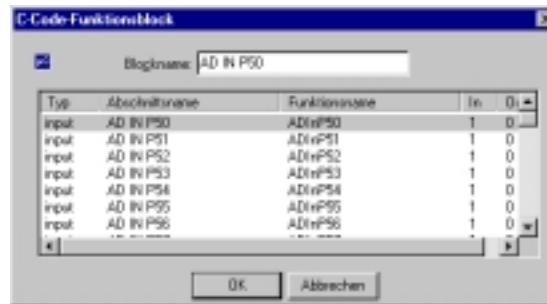 C-Code-Funktionsblock
Blockname: AD IN P50
Typ Abschnittsname Funktionsname In
input AD IN P50 ADInP50 1 0
input AD IN P51 ADInP51 1 0
input AD IN P52 ADInP52 1 0
input AD IN P53 ADInP53 1 0
input AD IN P54 ADInP54 1 0
input AD IN P55 ADInP55 1 0
input AD IN P56 ADInP56 1 0
OK Abbrechen